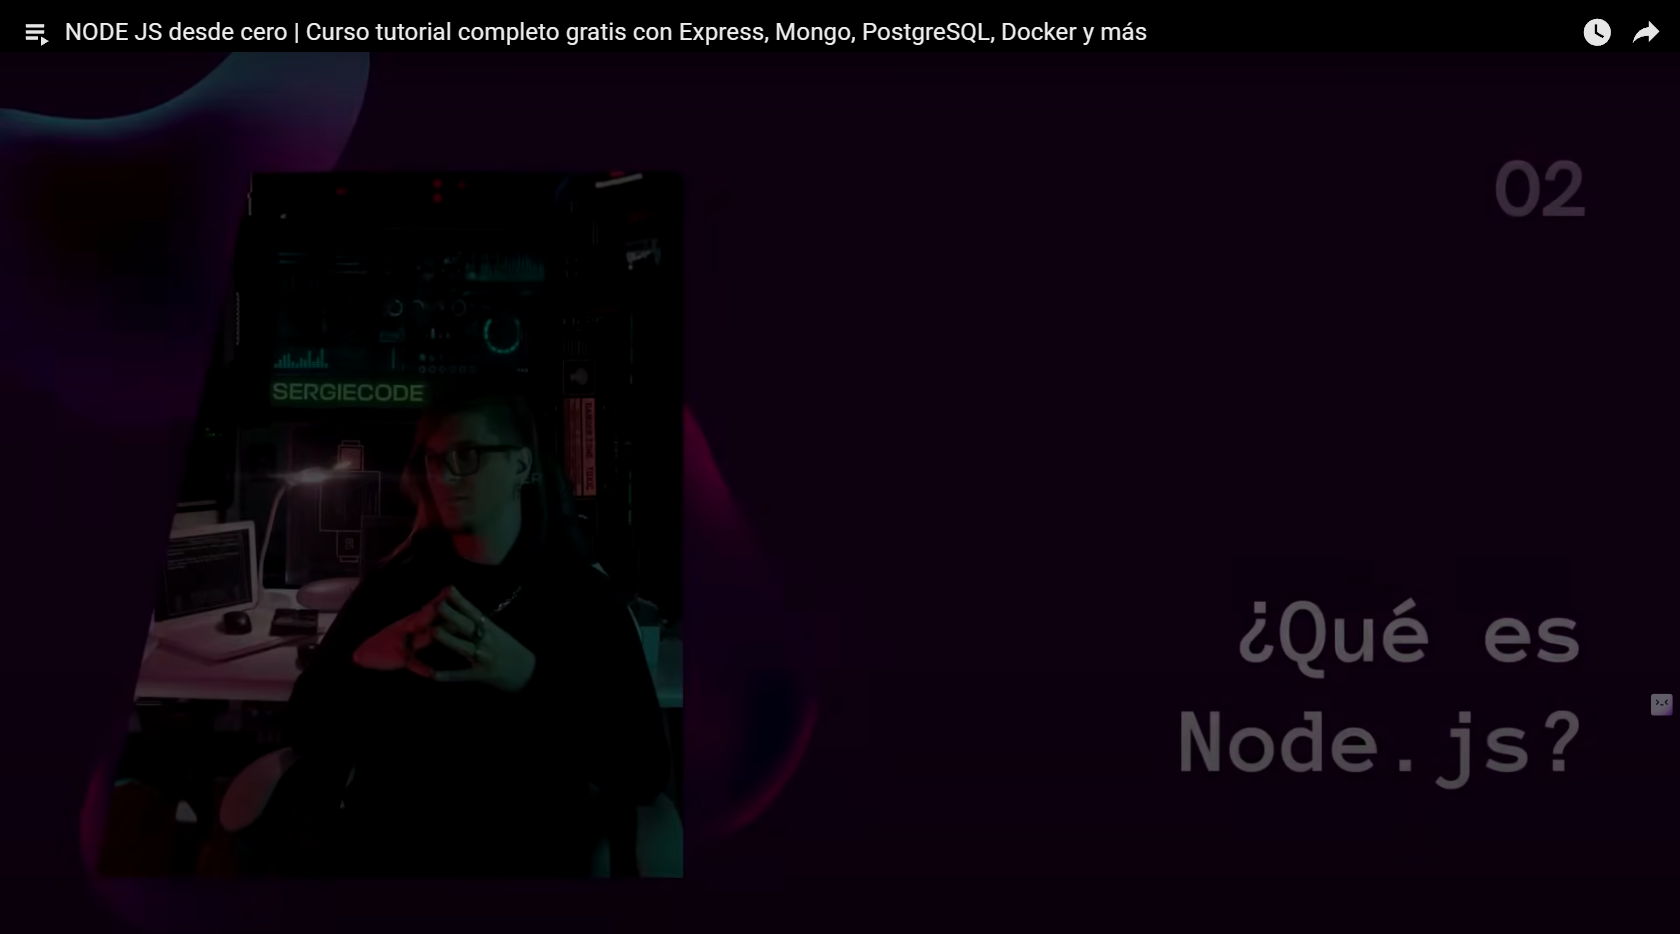 NODE JS desde cero | Curso tutorial completo gratis con Express, Mongo, PostgreSQL, Docker y más
02
SERGIECODE
¿Qué es
Node.js?